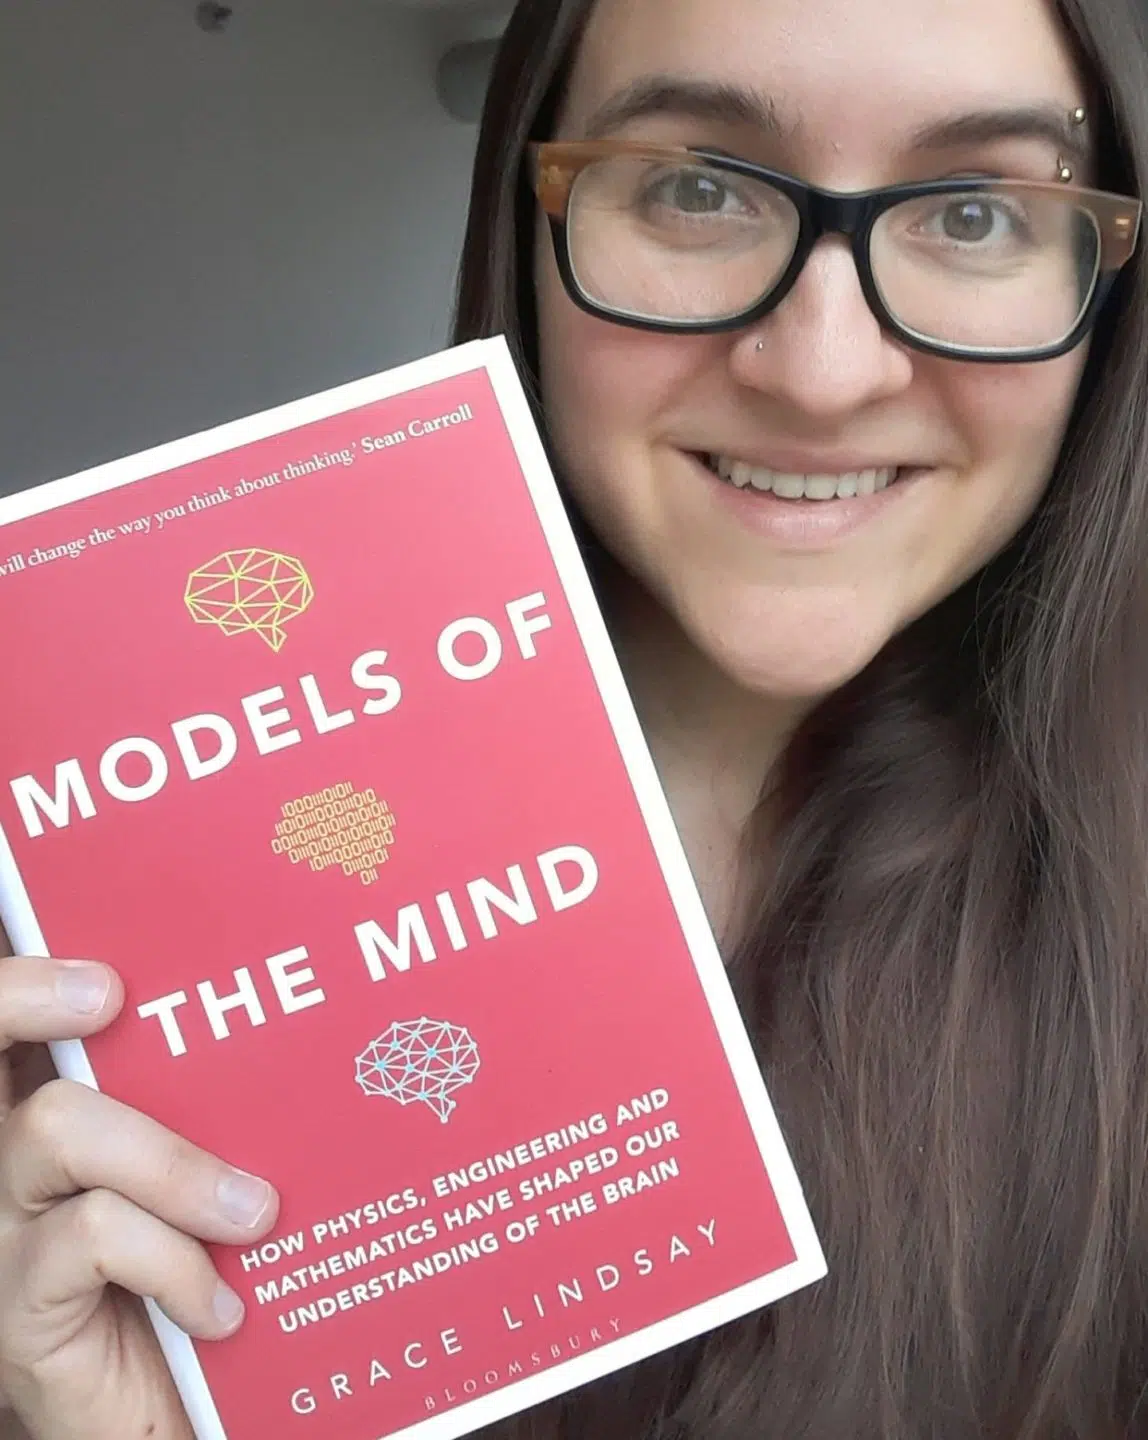 will change the way you think about thinking.' Sean Carroll
MODELS OF
THE MIND
HOW PHYSICS, ENGINEERING AND
MATHEMATICS HAVE SHAPED OUR
UNDERSTANDING OF THE BRAIN
GRACE LINDSAY
BLOOMSBURY